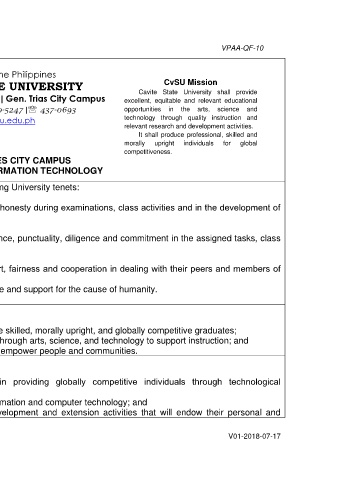 VPAA-QF-10
he Philippines
E UNIVERSITY
| Gen. Trias City Campus
9-5247 |☏ 437-0693
u.edu.ph
CvSU Mission
Cavite State University shall provide
excellent, equitable and relevant educational
opportunities in the arts, science and
technology through quality instruction and
relevant research and development activities.
It shall produce professional, skilled and
morally upright individuals for global
competitiveness.
ES CITY CAMPUS
RMATION TECHNOLOGY
ng University tenets:
honesty during examinations, class activities and in the development of
nce, punctuality, diligence and commitment in the assigned tasks, class
t, fairness and cooperation in dealing with their peers and members of
e and support for the cause of humanity.
e skilled, morally upright, and globally competitive graduates;
hrough arts, science, and technology to support instruction; and
empower people and communities.
in providing globally competitive individuals through technological
mation and computer technology; and
velopment and extension activities that will endow their personal and
V01-2018-07-17